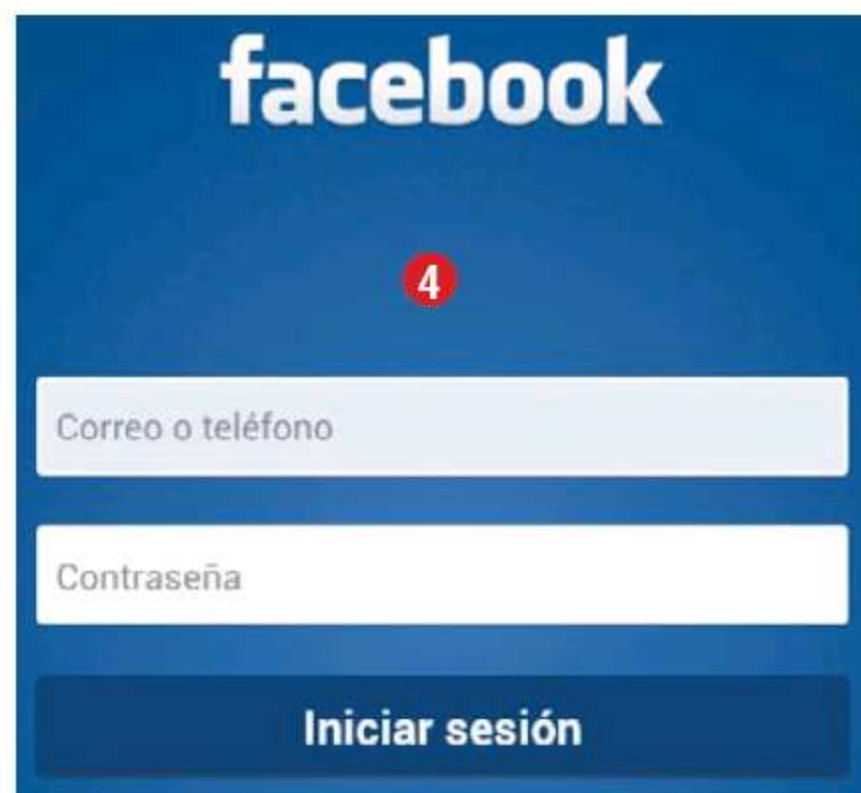 facebook
4
Correo o teléfono
Contraseña
Iniciar sesión